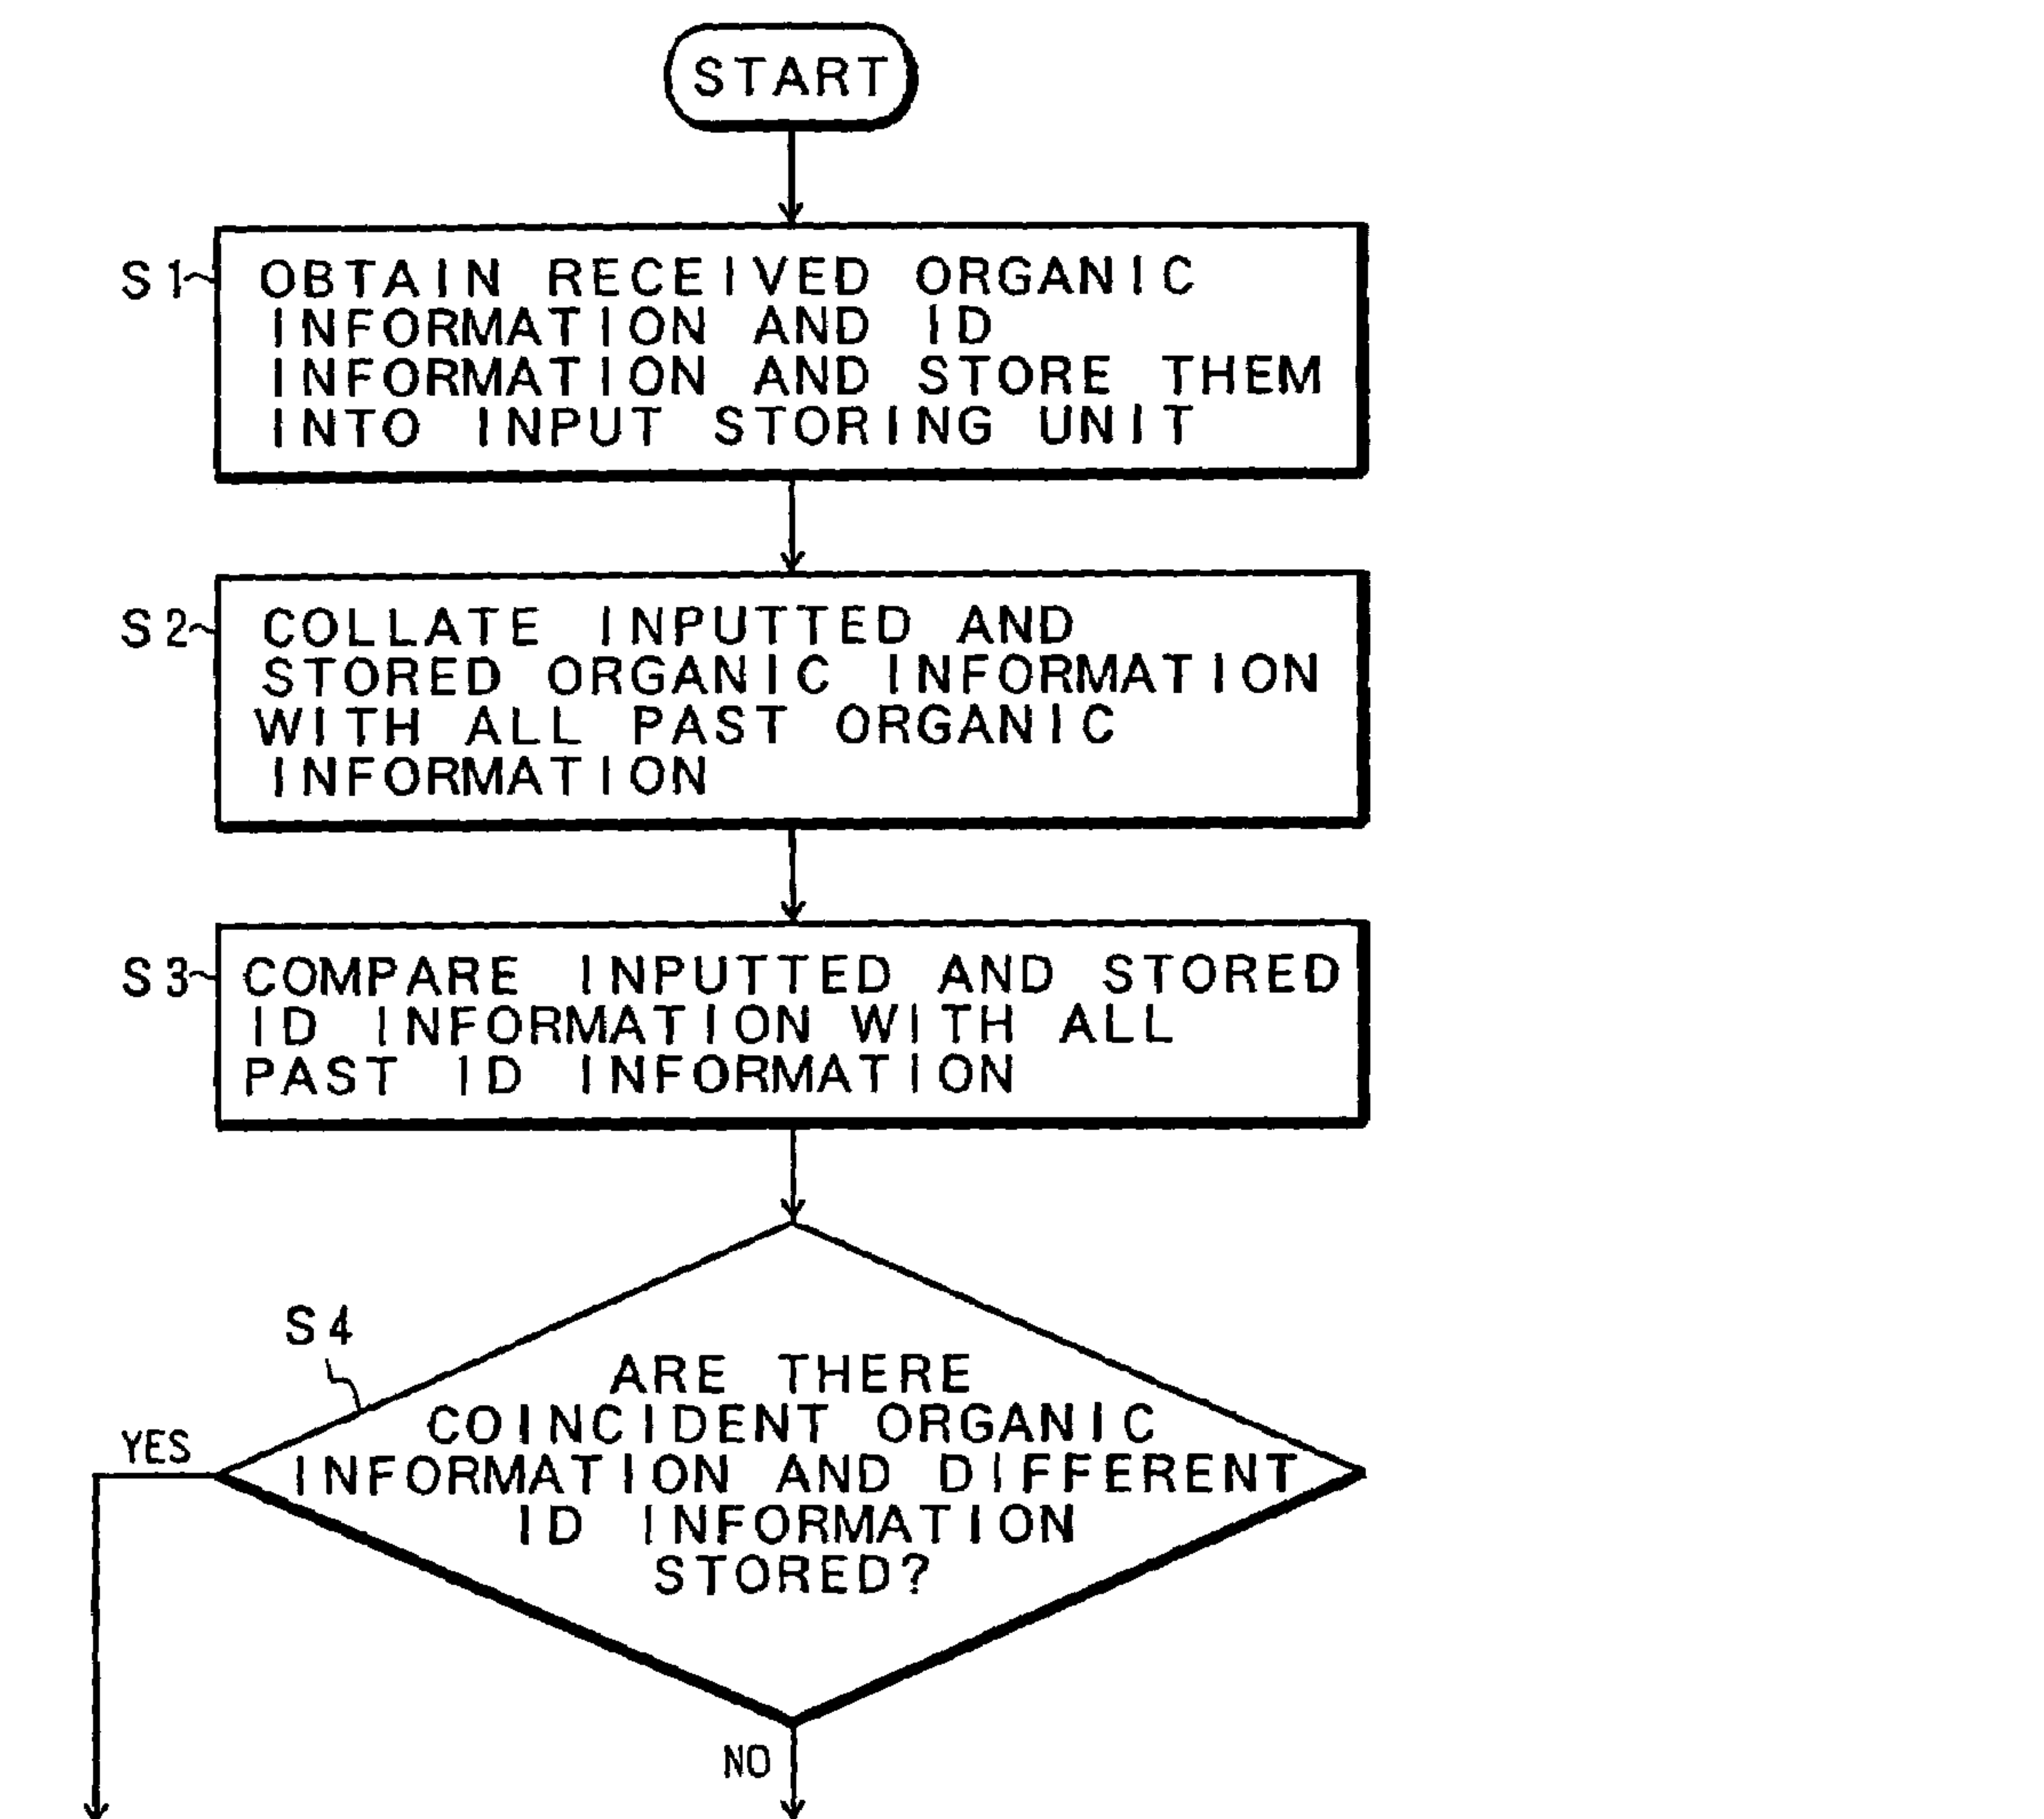 START
S1
OBTAIN RECEIVED ORGANIC
INFORMATION AND ID
INFORMATION AND STORE THEM
INTO INPUT STORING UNIT
S2
COLLATE INPUTTED AND
STORED ORGANIC INFORMATION
WITH ALL PAST ORGANIC
INFORMATION
S3
COMPARE INPUTTED AND STORED
ID INFORMATION WITH ALL
PAST ID INFORMATION
S4
ARE THERE
COINCIDENT ORGANIC
INFORMATION AND DIFFERENT
ID INFORMATION
STORED?
YES
NO